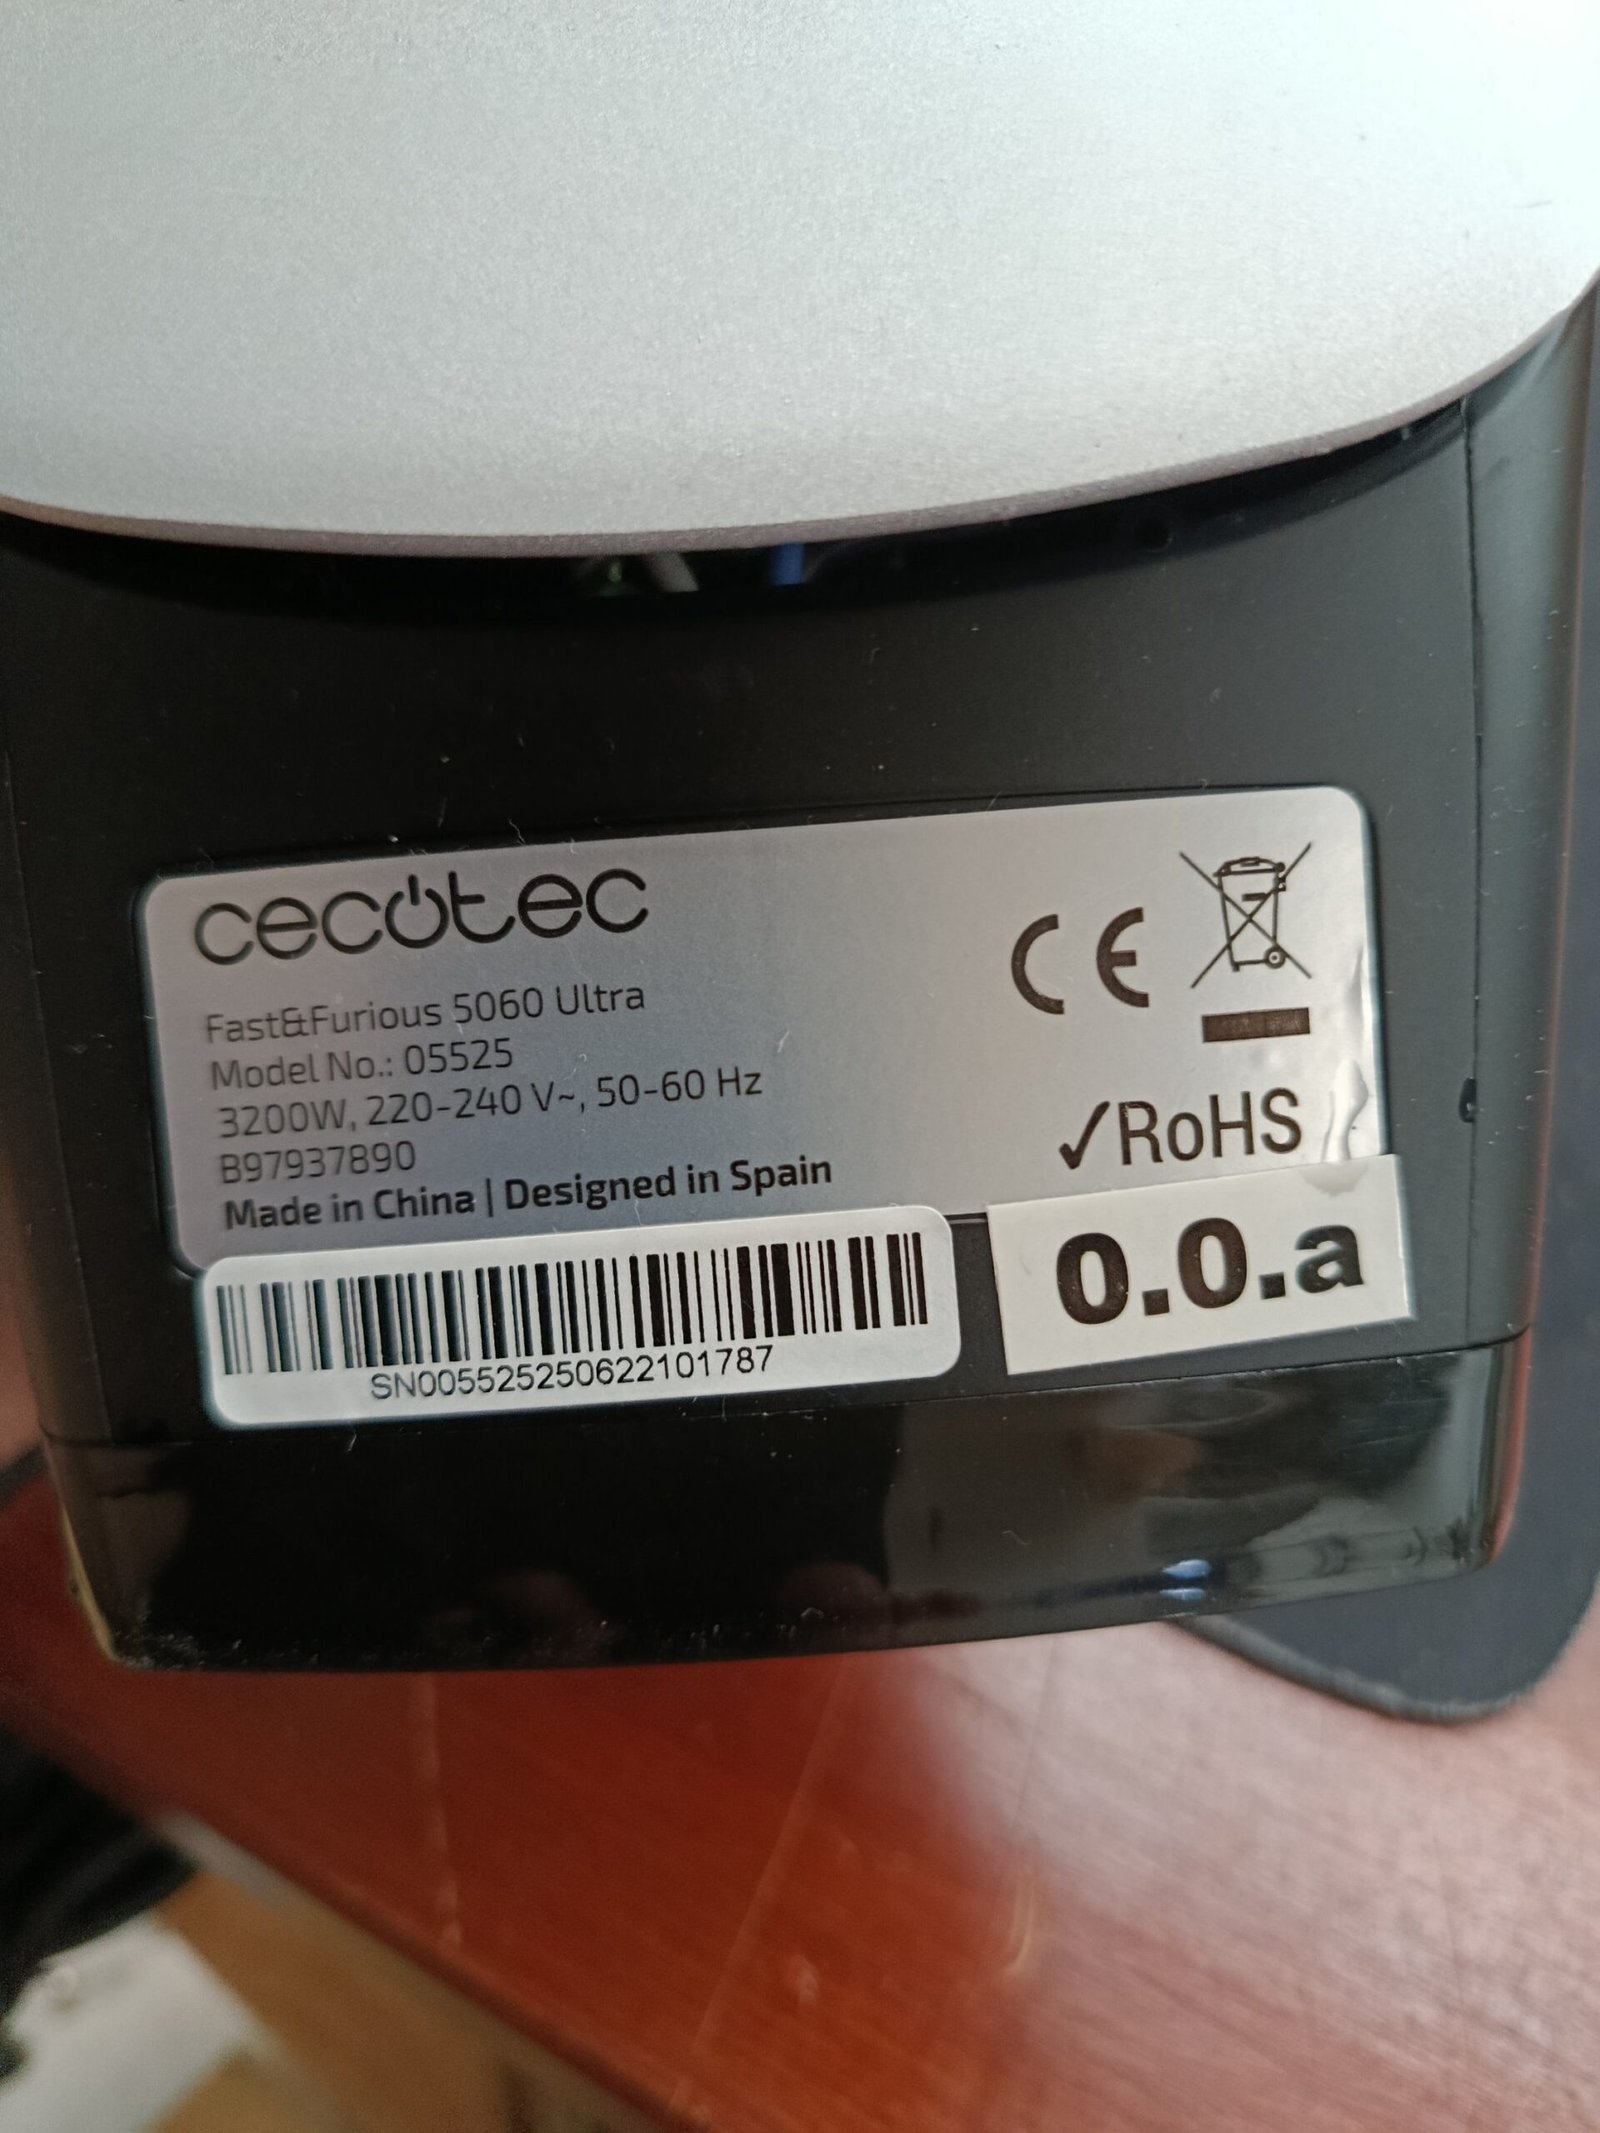 cecotec
Fast&Furious 5060 Ultra
Model No.: 05525
3200W, 220-240 V~, 50-60 Hz
B97937890
Made in China | Designed in Spain
CE
✓RoHS
SN005525250622101787
0.0.a